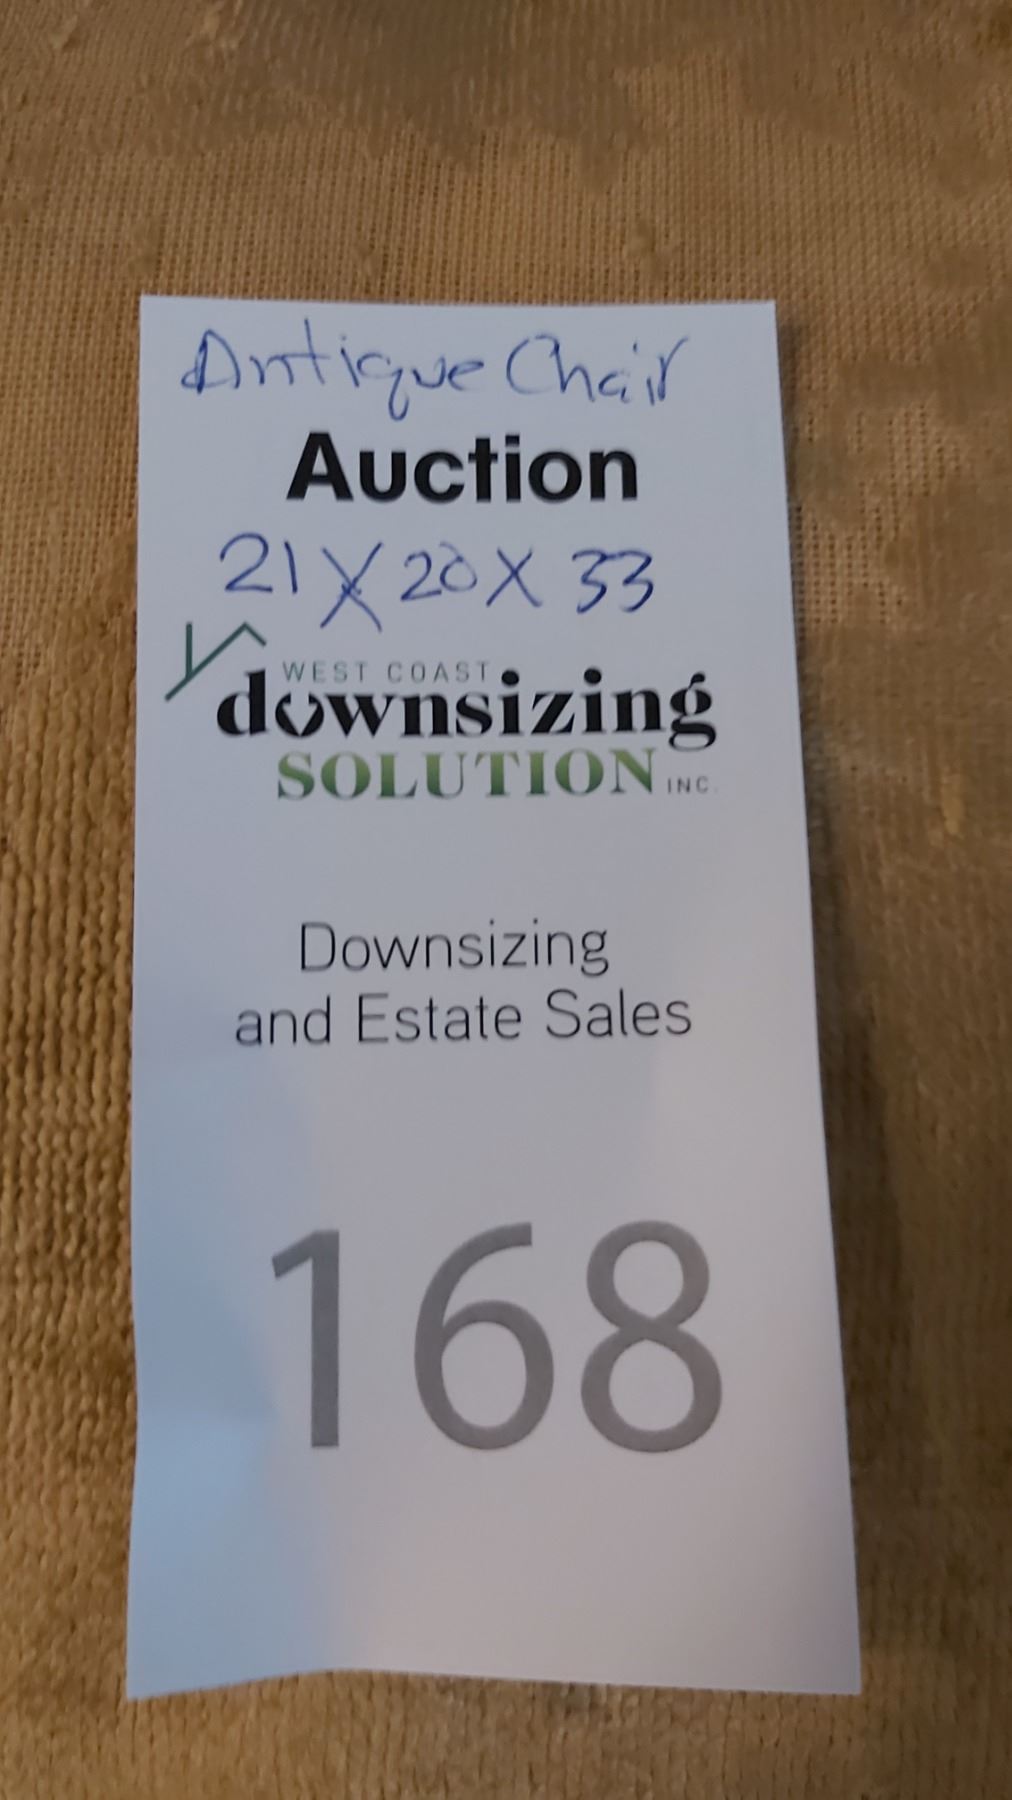 Antique Chair
Auction
21 X 20 X 33
WEST COAST
downsizing
SOLUTION INC.
Downsizing
and Estate Sales
168